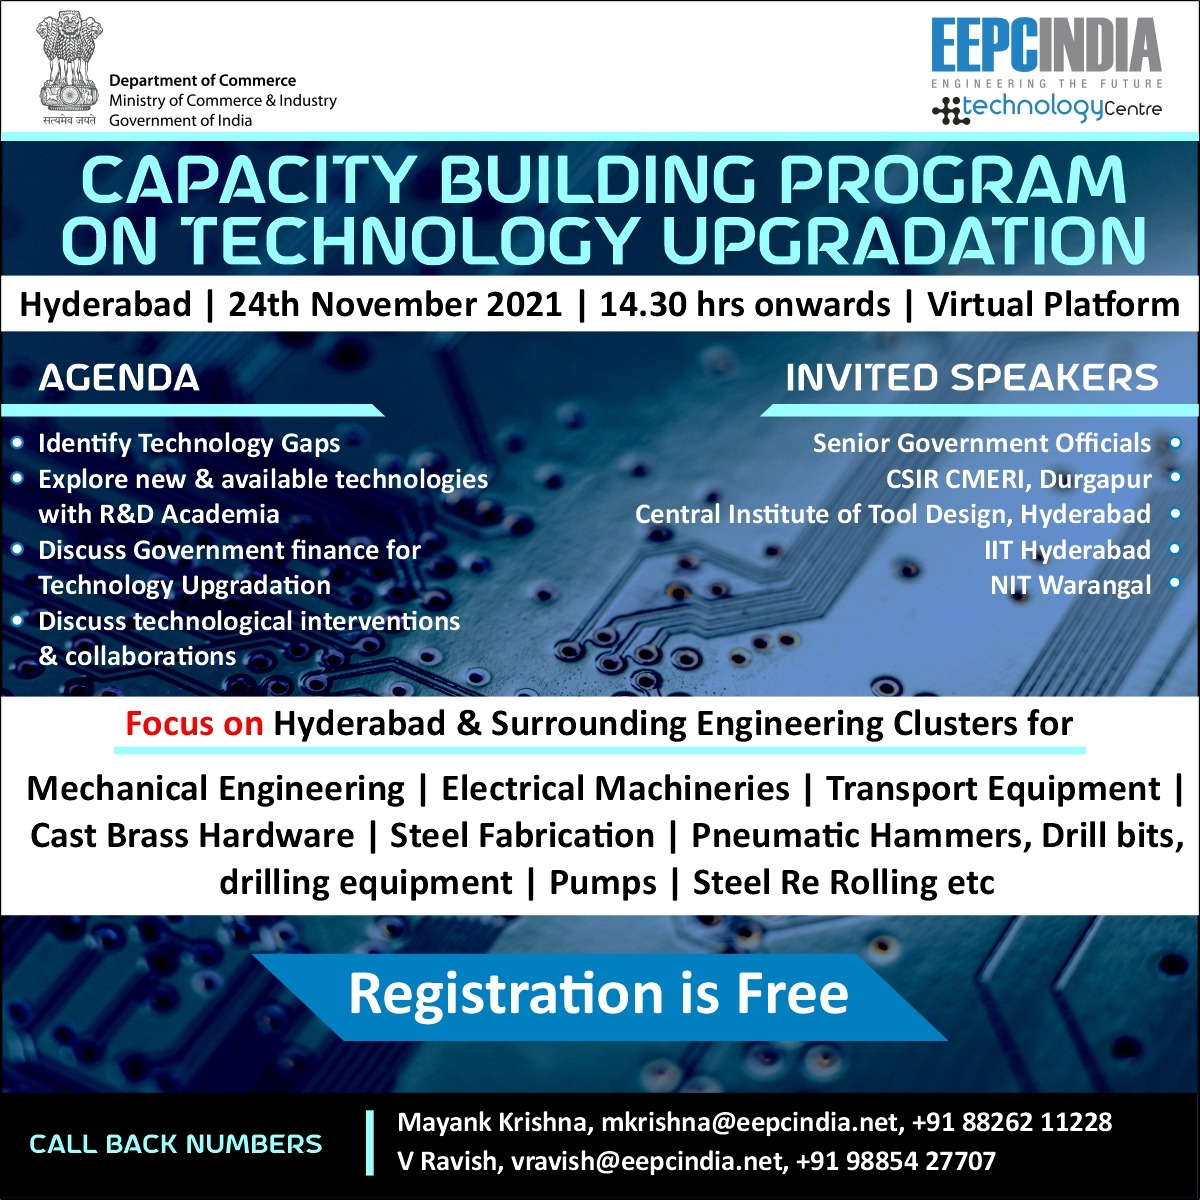 सत्यमेव जयते
Department of Commerce
Ministry of Commerce & Industry
Government of India
EEPCINDIA
ENGINEERING THE FUTURE
technologyCentre
CAPACITY BUILDING PROGRAM
ON TECHNOLOGY UPGRADATION
Hyderabad | 24th November 2021 | 14.30 hrs onwards | Virtual Platform
AGENDA
• Identify Technology Gaps
• Explore new & available technologies
with R&D Academia
• Discuss Government finance for
Technology Upgradation
• Discuss technological interventions
& collaborations
INVITED SPEAKERS
Senior Government Officials •
CSIR CMERI, Durgapur •
Central Institute of Tool Design, Hyderabad •
IIT Hyderabad •
NIT Warangal •
Focus on Hyderabad & Surrounding Engineering Clusters for
Mechanical Engineering | Electrical Machineries | Transport Equipment |
Cast Brass Hardware | Steel Fabrication | Pneumatic Hammers, Drill bits,
drilling equipment | Pumps | Steel Re Rolling etc
Registration is Free
CALL BACK NUMBERS
Mayank Krishna, mkrishna@eepcindia.net, +91 88262 11228
V Ravish, vravish@eepcindia.net, +91 98854 27707